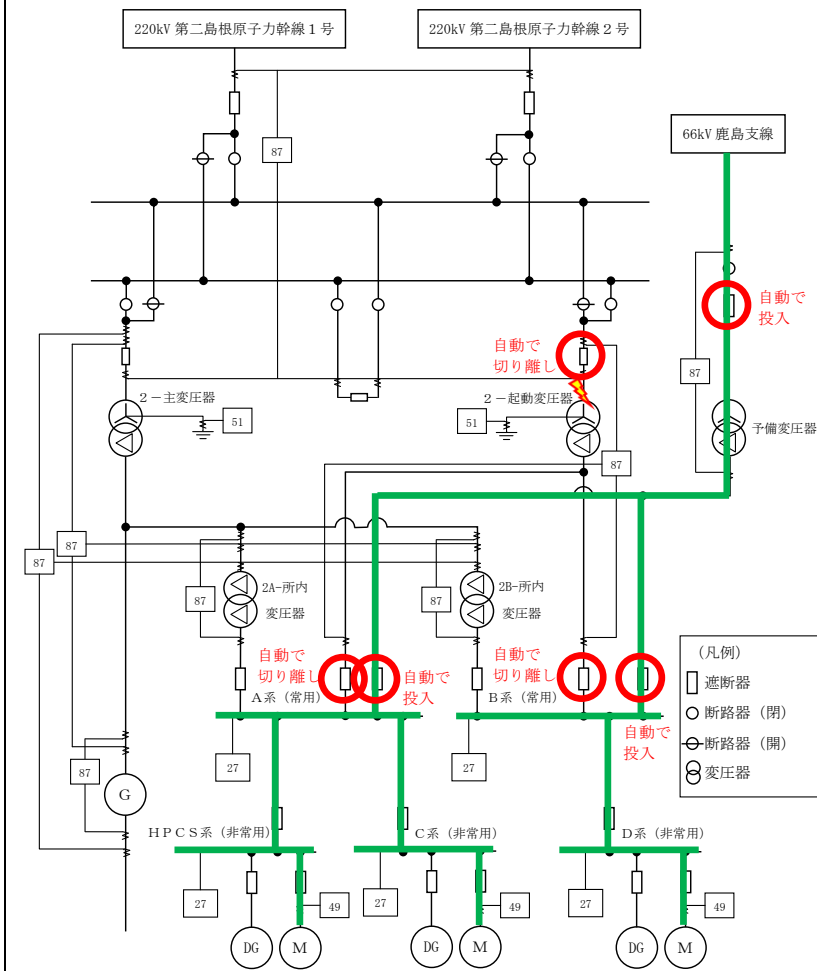 220kV 第二島根原子力幹線1号
220kV 第二島根原子力幹線2号
66kV 鹿島支線
87
自動で
投入
自動で
切り離し
87
2-主変圧器
51
2-起動変圧器
51
予備変圧器
87
87
87
2A-所内
変圧器
87
2B-所内
変圧器
87
自動で
切り離し
自動で
投入
自動で
切り離し
自動で
投入
A系(常用)
B系(常用)
27
27
(凡例)
遮断器
断路器(閉)
断路器(開)
変圧器
87
G
HPCS系(非常用)
C系(非常用)
D系(非常用)
27
49
27
49
27
49
DG
M
DG
M
DG
M